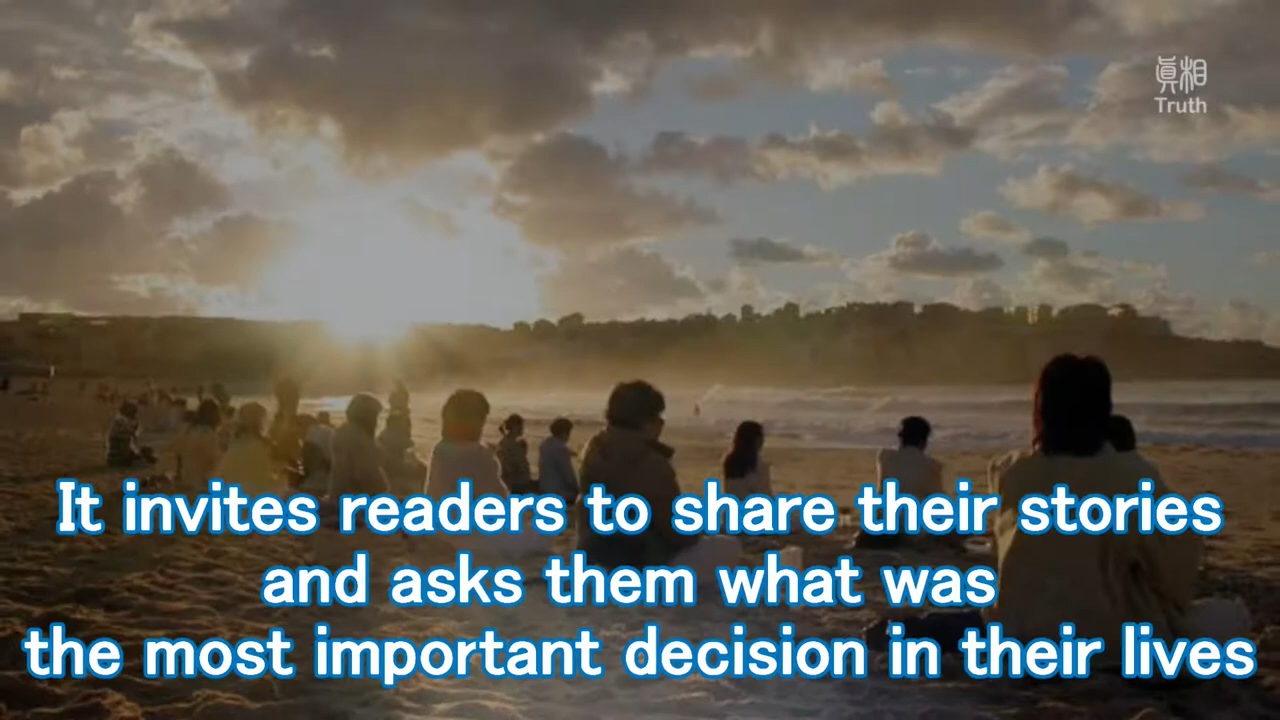 真相
Truth
It invites readers to share their stories
and asks them what was
the most important decision in their lives